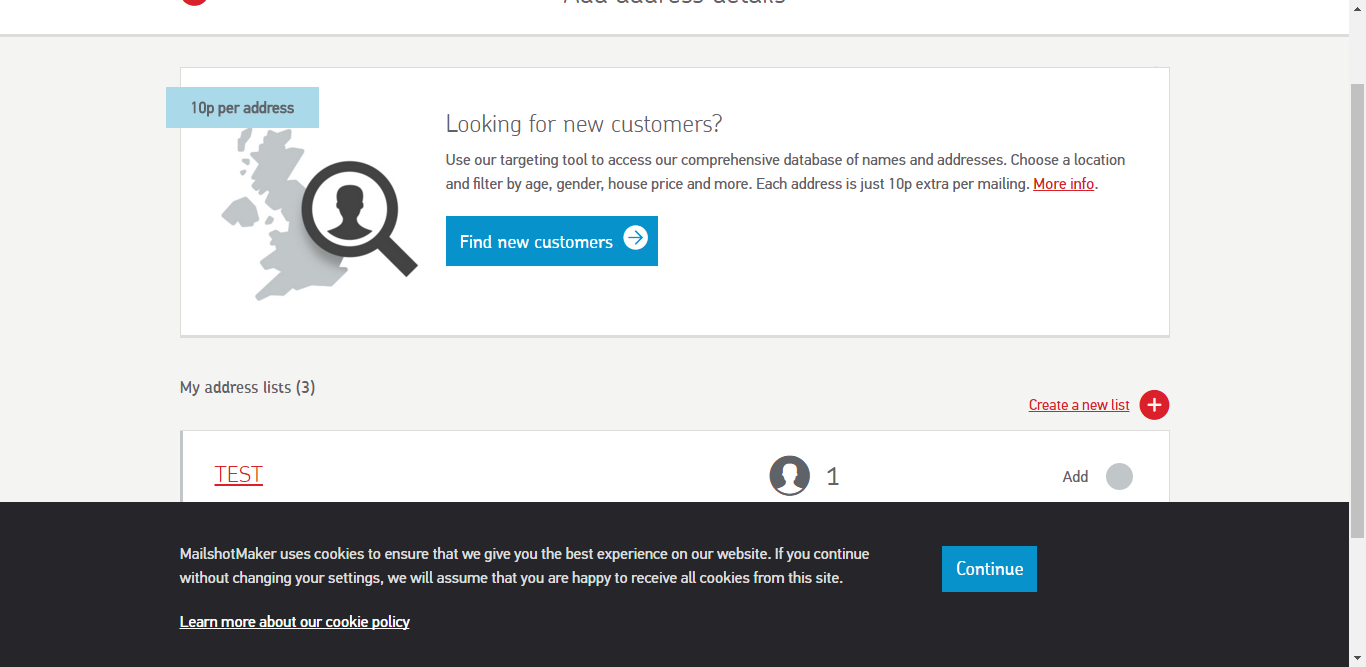 Add address details
10p per address
Looking for new customers?
Use our targeting tool to access our comprehensive database of names and addresses. Choose a location
and filter by age, gender, house price and more. Each address is just 10p extra per mailing. More info.
Find new customers
My address lists (3)
Create a new list
TEST
1
Add
MailshotMaker uses cookies to ensure that we give you the best experience on our website. If you continue
without changing your settings, we will assume that you are happy to receive all cookies from this site.
Continue
Learn more about our cookie policy